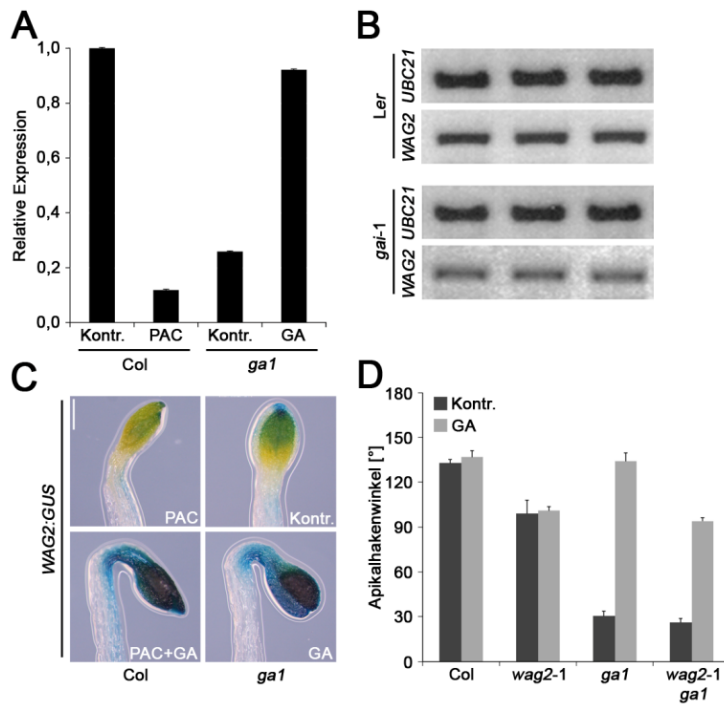 A
1,0
0,8
0,6
0,4
0,2
0,0
Relative Expression
Kontr. PAC Kontr. GA
Col ga1
B
Ler
UBC21
WAG2
gai-1
UBC21
WAG2
C
WAG2:GUS
PAC
Kontr.
PAC+GA
GA
Col ga1
D
180
150
120
90
60
30
0
Apikalhakenwinkel [°]
Kontr.
GA
Col wag2-1 ga1 wag2-1
ga1